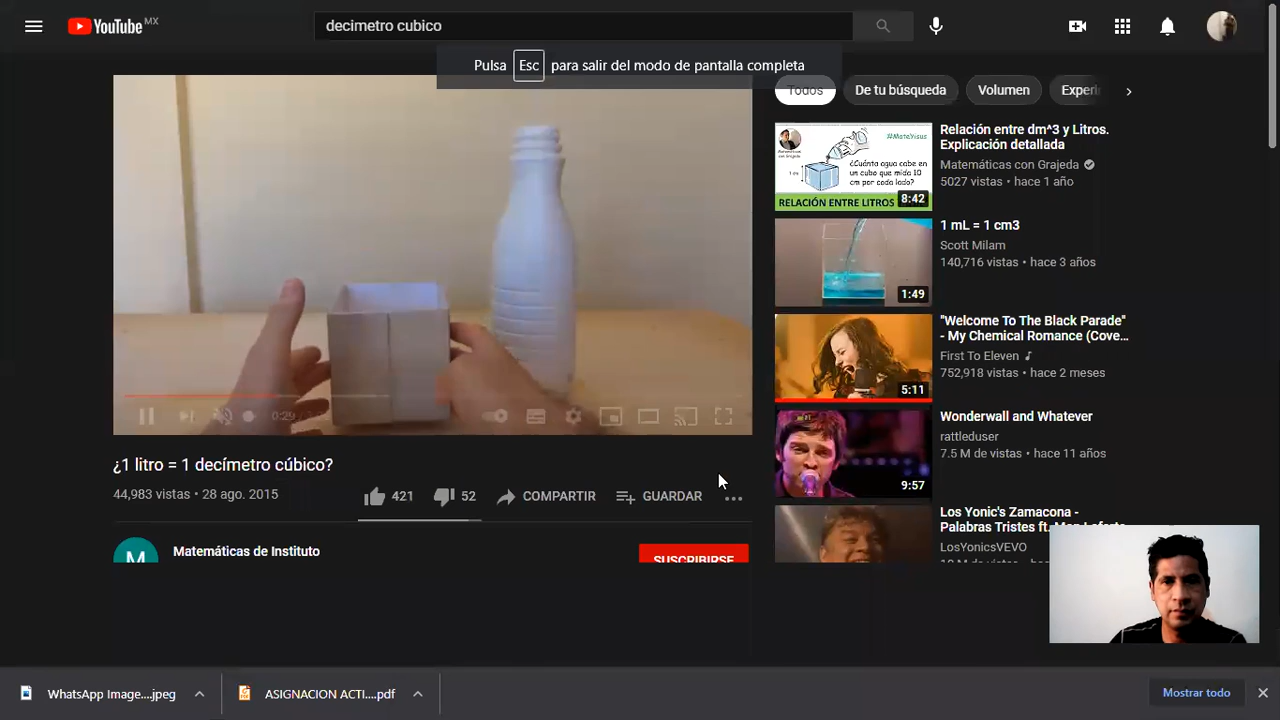 YouTube MX
decimetro cubico
Pulsa Esc para salir del modo de pantalla completa
Todos
De tu búsqueda
Volumen
Experi
#MateYisus
¿Cuánta agua cabe en un cubo que mida 10 cm por cada lado?
RELACIÓN ENTRE LITROS
8:42
Relación entre dm^3 y Litros.
Explicación detallada
Matemáticas con Grajeda
5027 vistas • hace 1 año
1:49
1 mL = 1 cm3
Scott Milam
140,716 vistas • hace 3 años
5:11
"Welcome To The Black Parade"
- My Chemical Romance (Cove...
First To Eleven
752,918 vistas • hace 2 meses
9:57
Wonderwall and Whatever
rattleduser
7.5 M de vistas • hace 11 años
Los Yonic's Zamacona -
Palabras Tristes ft.
LosYonicsVEVO
0:29
¿1 litro = 1 decímetro cúbico?
44,983 vistas • 28 ago. 2015
421
52
COMPARTIR
GUARDAR
M
Matemáticas de Instituto
SUSCRIBIRSE
WhatsApp Image....jpeg
ASIGNACION ACTI....pdf
Mostrar todo